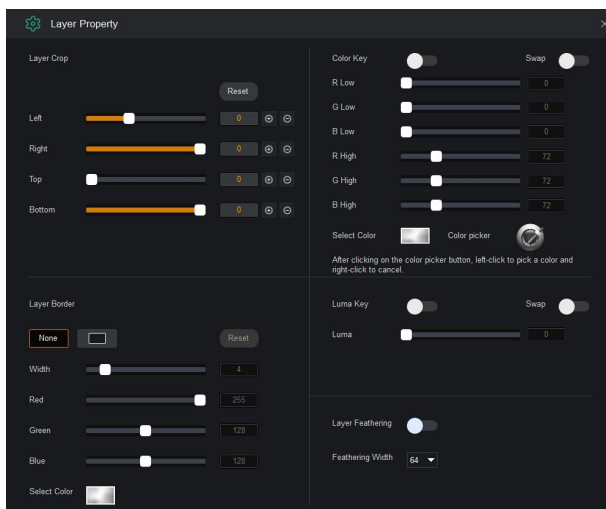 Layer Property
Layer Crop
Reset
Left 0
Right 0
Top 0
Bottom 0
Color Key Swap
R Low 0
G Low 0
B Low 0
R High 72
G High 72
B High 72
Select Color Color picker
After clicking on the color picker button, left-click to pick a color and
right-click to cancel.
Layer Border
None Reset
Width 4
Red 255
Green 128
Blue 128
Select Color
Luma Key Swap
Luma 0
Layer Feathering
Feathering Width 64